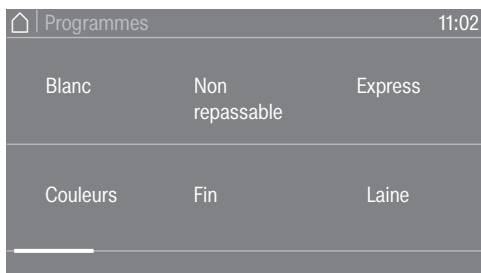 Programmes 11:02
Blanc Non repassable Express
Couleurs Fin Laine